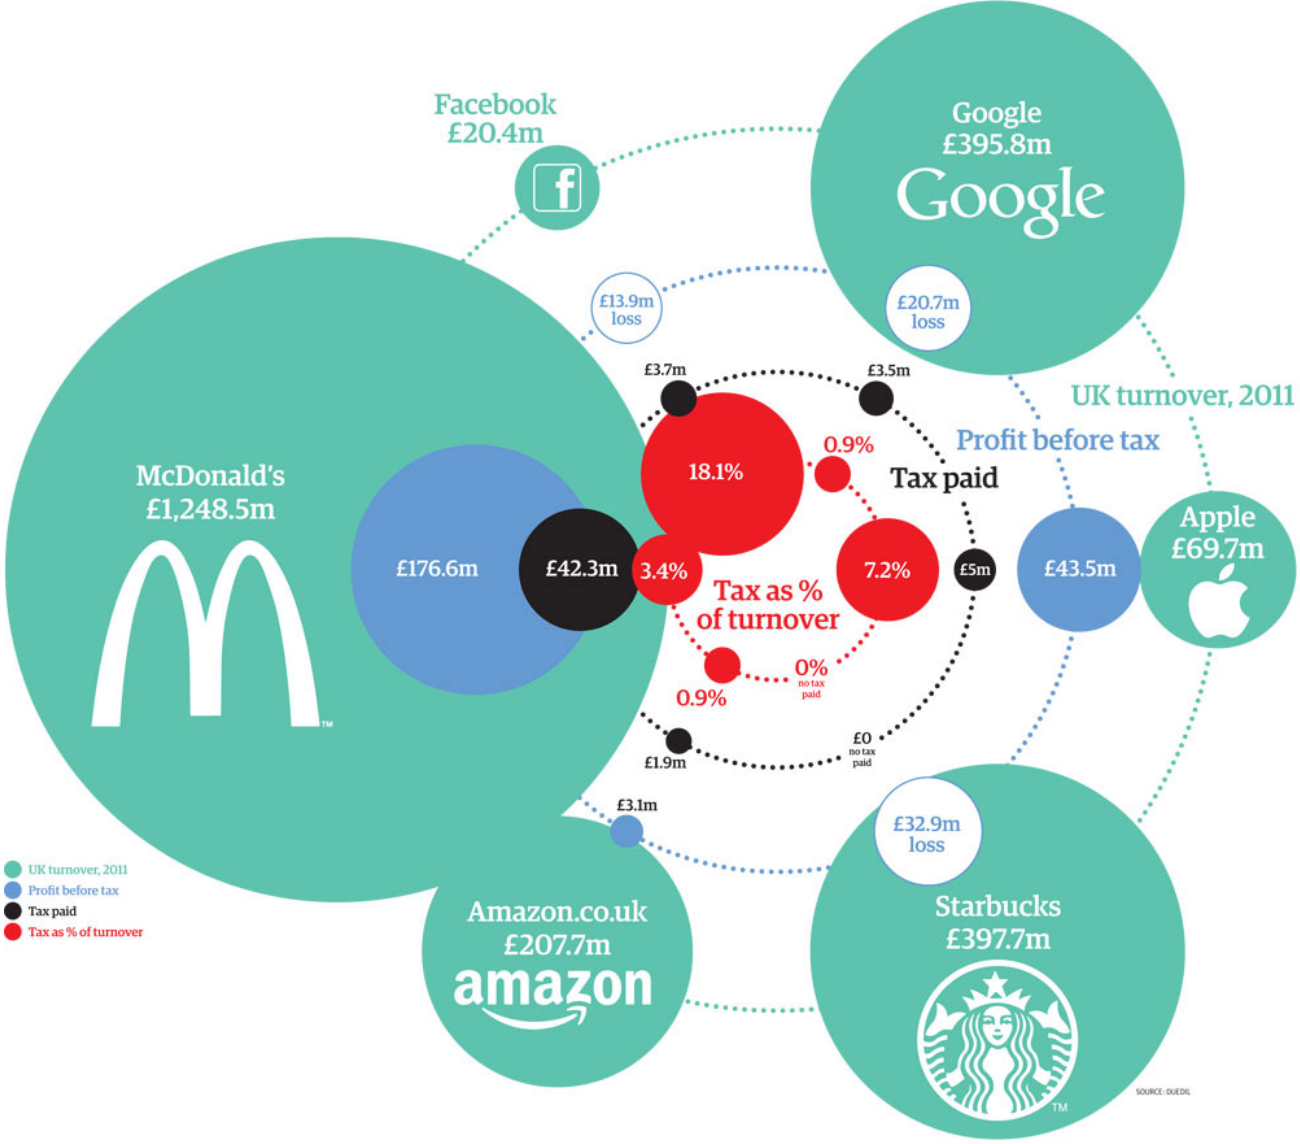 Facebook
£20.4m
f
Google
£395.8m
Google
£13.9m
loss
£20.7m
loss
£3.7m
£3.5m
UK turnover, 2011
Profit before tax
0.9%
18.1%
Tax paid
McDonald's
£1,248.5m
TM
£176.6m
£42.3m
3.4%
Tax as %
of turnover
7.2%
£5m
£43.5m
Apple
£69.7m
0%
no tax
paid
0.9%
£0
no tax
paid
£1.9m
£3.1m
£32.9m
loss
UK turnover, 2011
Profit before tax
Tax paid
Tax as % of turnover
Amazon.co.uk
£207.7m
amazon
Starbucks
£397.7m
TM
SOURCE: DUEDIL